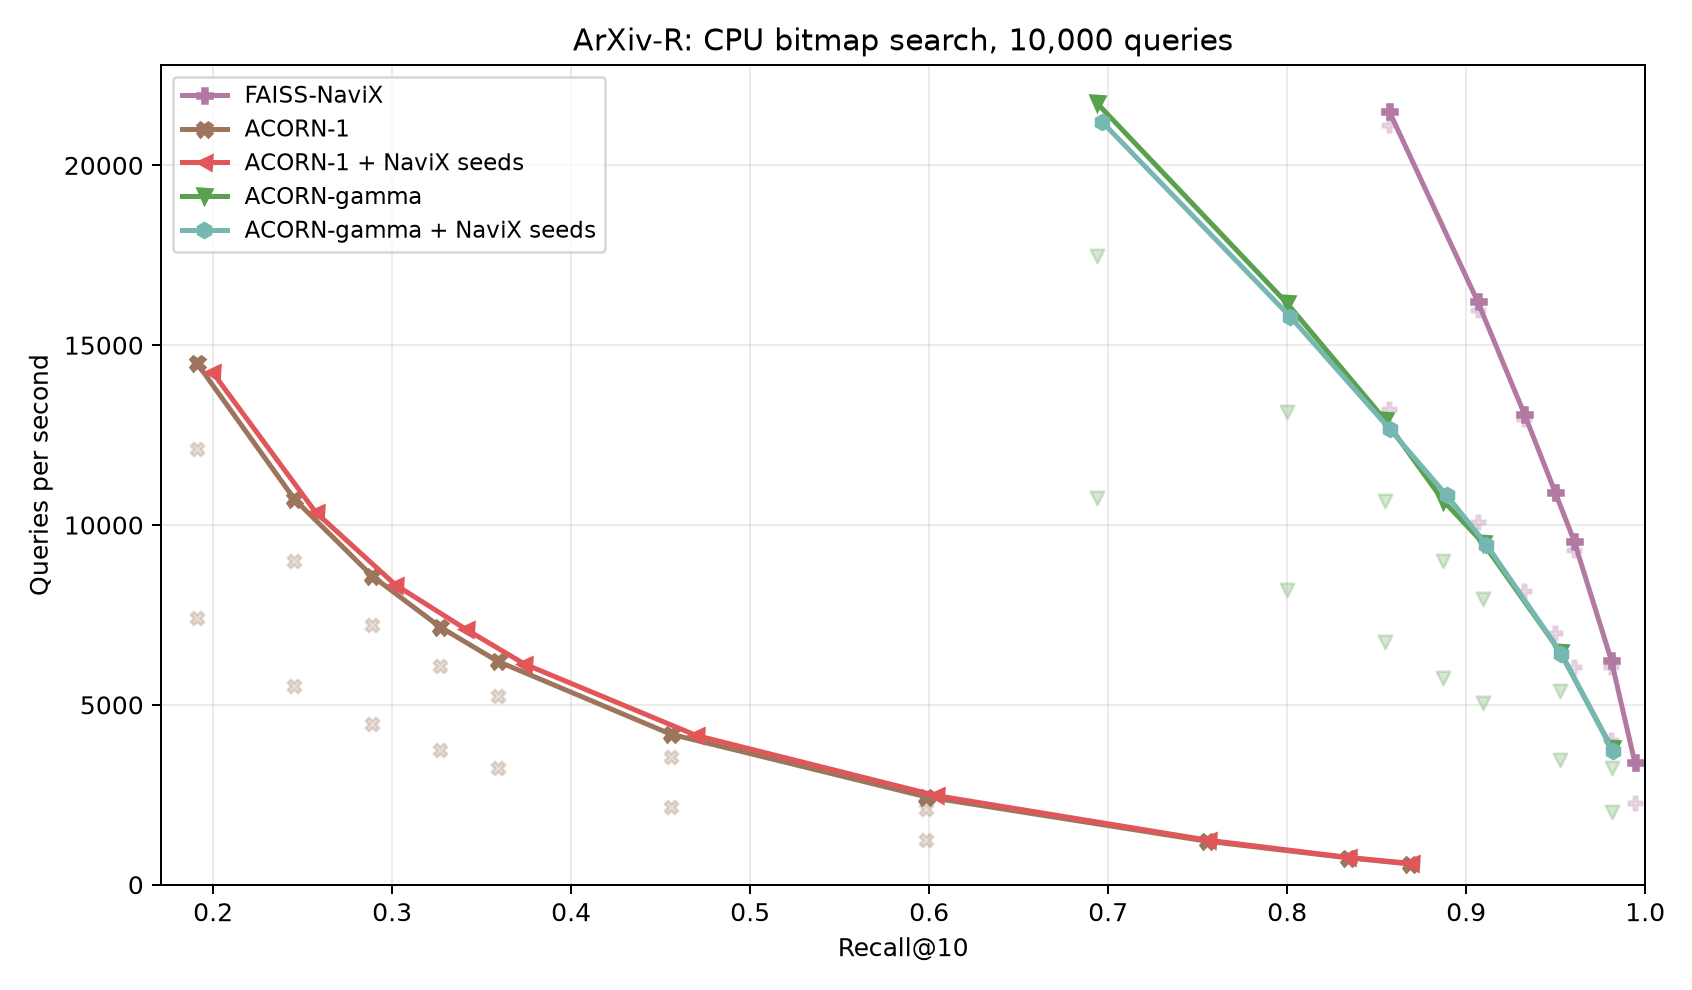 ArXiv-R: CPU bitmap search, 10,000 queries
FAISS-NaviX
ACORN-1
ACORN-1 + NaviX seeds
ACORN-gamma
ACORN-gamma + NaviX seeds
Queries per second
20000
15000
10000
5000
0
0.2 0.3 0.4 0.5 0.6 0.7 0.8 0.9 1.0
Recall@10